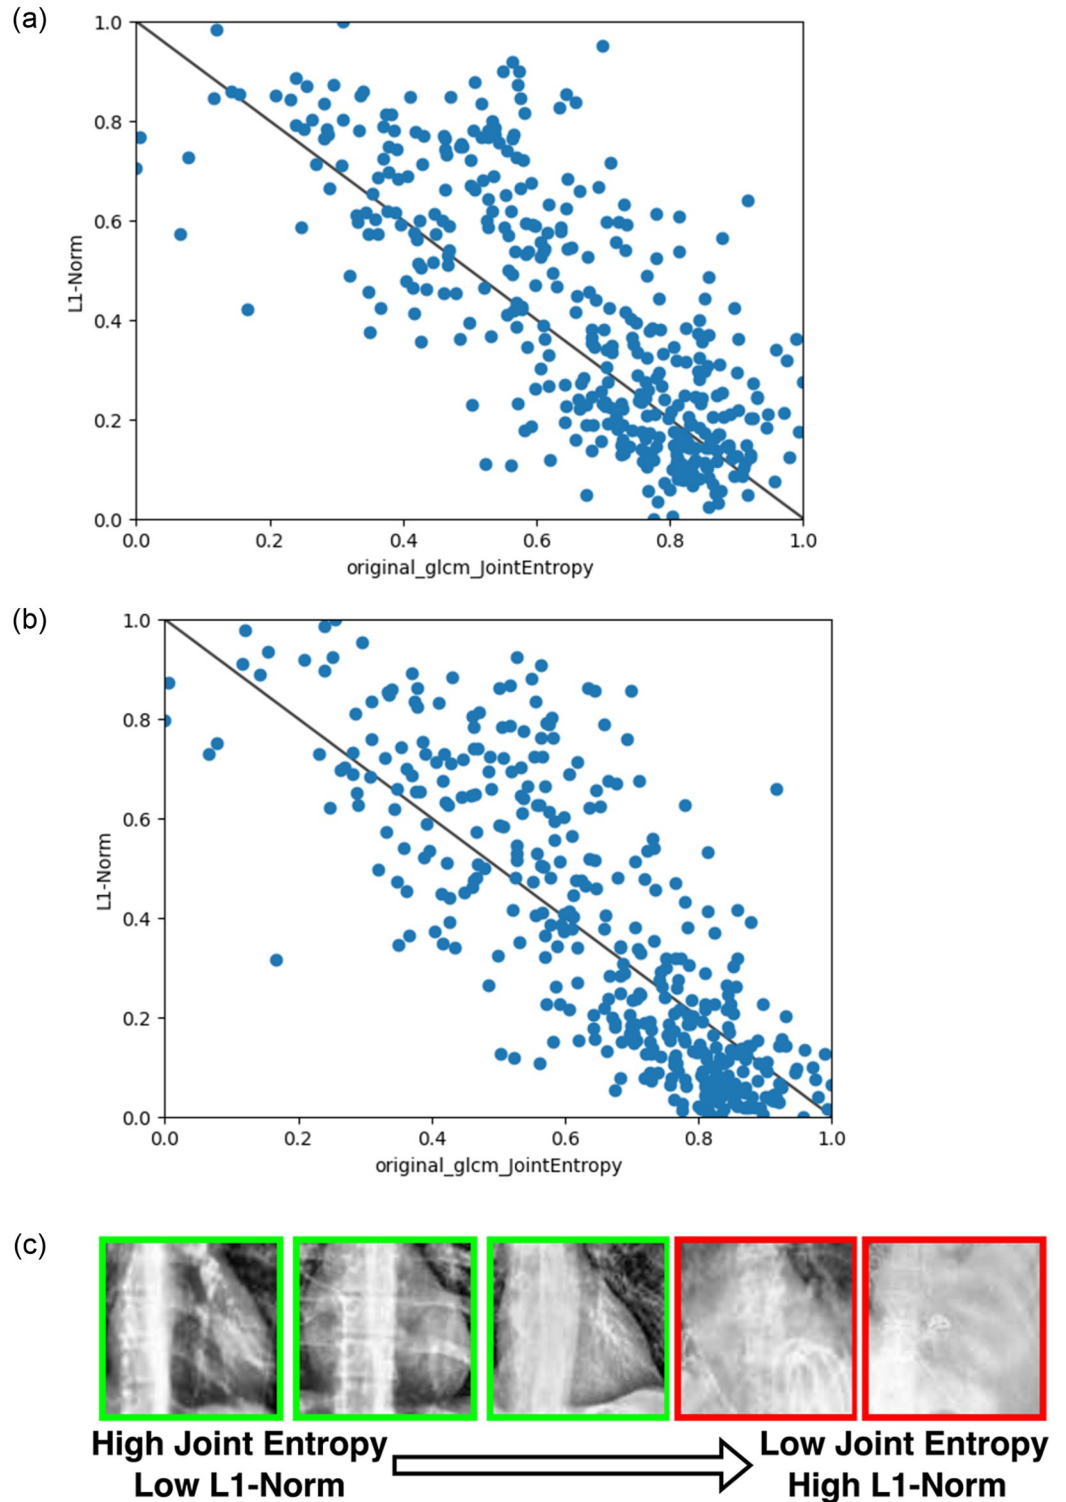 (a)
1.0
0.8
0.6
0.4
0.2
0.0
L1-Norm
0.0 0.2 0.4 0.6 0.8 1.0
original_glcm_JointEntropy
(b)
1.0
0.8
0.6
0.4
0.2
0.0
L1-Norm
0.0 0.2 0.4 0.6 0.8 1.0
original_glcm_JointEntropy
(c)
High Joint Entropy
Low L1-Norm
Low Joint Entropy
High L1-Norm